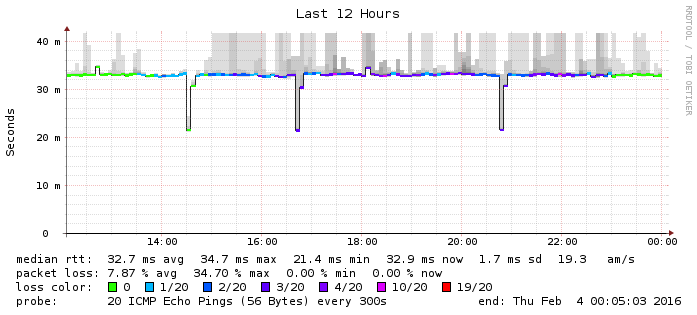 Last 12 Hours
RRDTOOL / TOBI OETIKER
Seconds
40 m
30 m
20 m
10 m
0
14:00 16:00 18:00 20:00 22:00 00:00
median rtt: 32.7 ms avg 34.7 ms max 21.4 ms min 32.9 ms now 1.7 ms sd 19.3 am/s
packet loss: 7.87 % avg 34.70 % max 0.00 % min 0.00 % now
loss color: 0 1/20 2/20 3/20 4/20 10/20 19/20
probe: 20 ICMP Echo Pings (56 Bytes) every 300s end: Thu Feb 4 00:05:03 2016